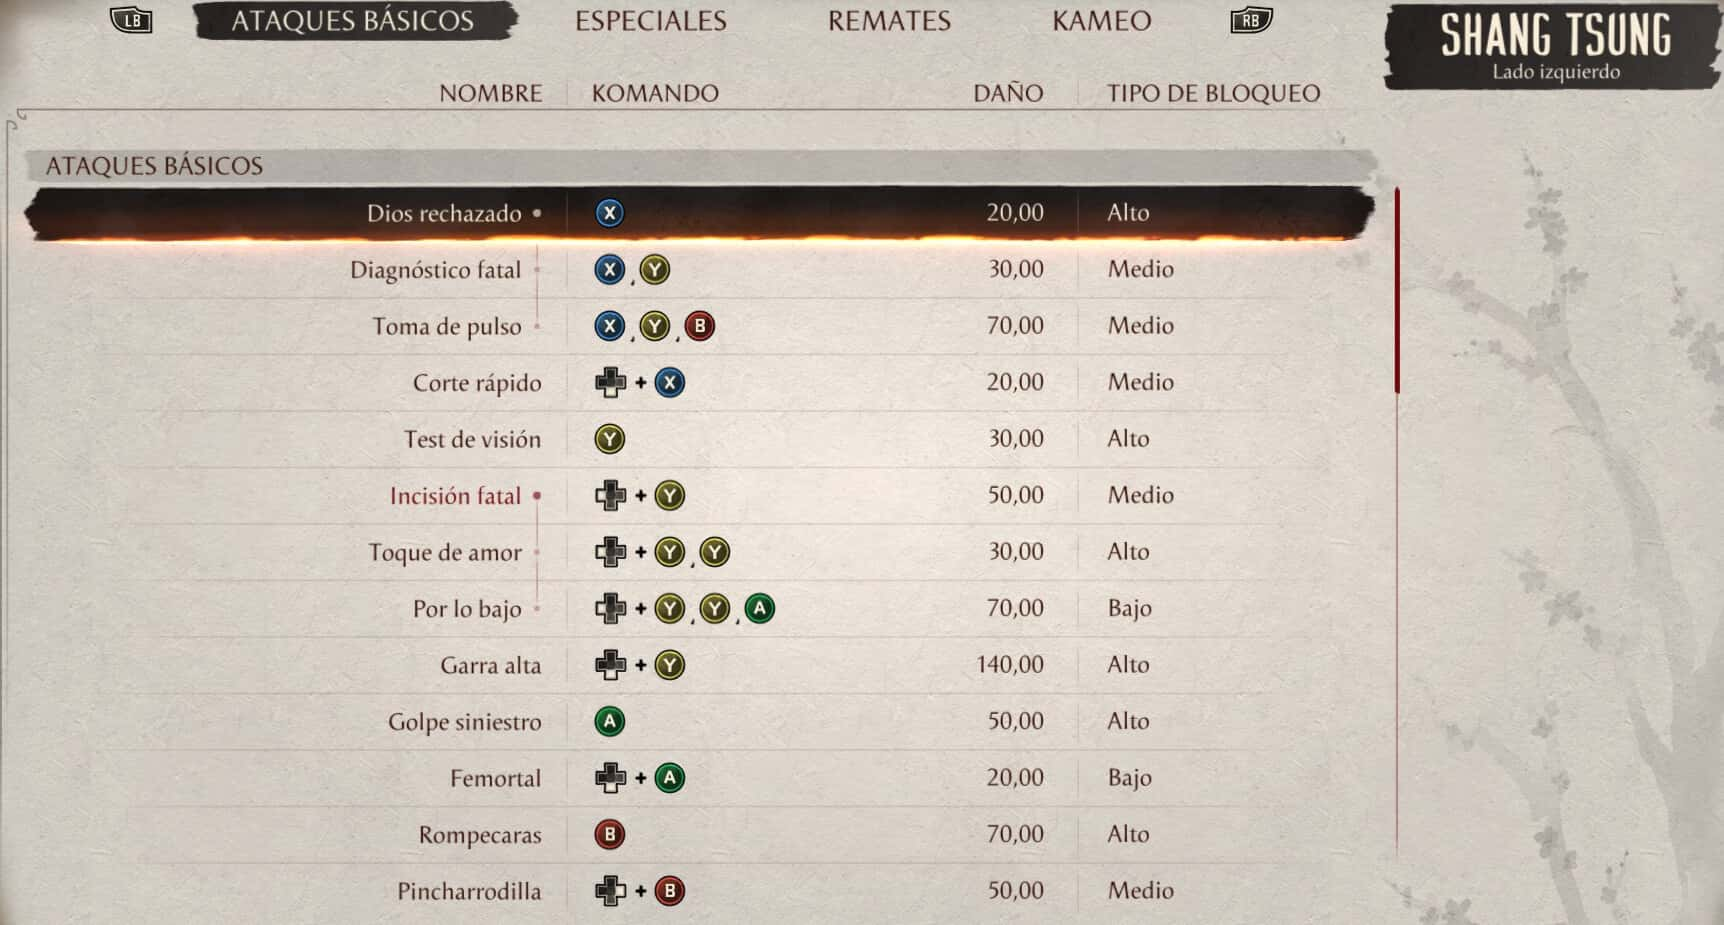 LB ATAQUES BÁSICOS ESPECIALES REMATES KAMEO RB
SHANG TSUNG
Lado izquierdo
NOMBRE KOMANDO DAÑO TIPO DE BLOQUEO
ATAQUES BÁSICOS
Dios rechazado X 20,00 Alto
Diagnóstico fatal X , Y 30,00 Medio
Toma de pulso X , Y , B 70,00 Medio
Corte rápido + X 20,00 Medio
Test de visión Y 30,00 Alto
Incisión fatal + Y 50,00 Medio
Toque de amor + Y , Y 30,00 Alto
Por lo bajo + Y , Y , A 70,00 Bajo
Garra alta + Y 140,00 Alto
Golpe siniestro A 50,00 Alto
Femortal + A 20,00 Bajo
Rompecaras B 70,00 Alto
Pincharrodilla + B 50,00 Medio